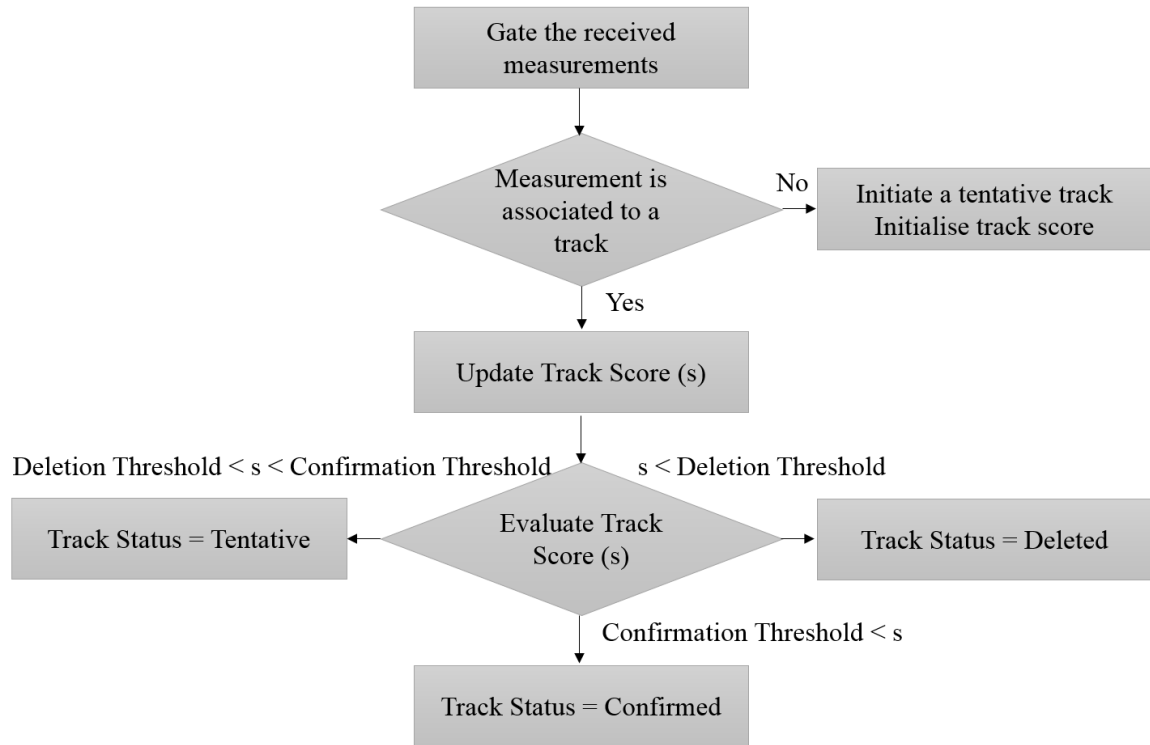 Gate the received
measurements
Measurement is
associated to a
track
No
Initiate a tentative track
Initialise track score
Yes
Update Track Score (s)
Deletion Threshold < s < Confirmation Threshold
s < Deletion Threshold
Track Status = Tentative
Evaluate Track
Score (s)
Track Status = Deleted
Confirmation Threshold < s
Track Status = Confirmed